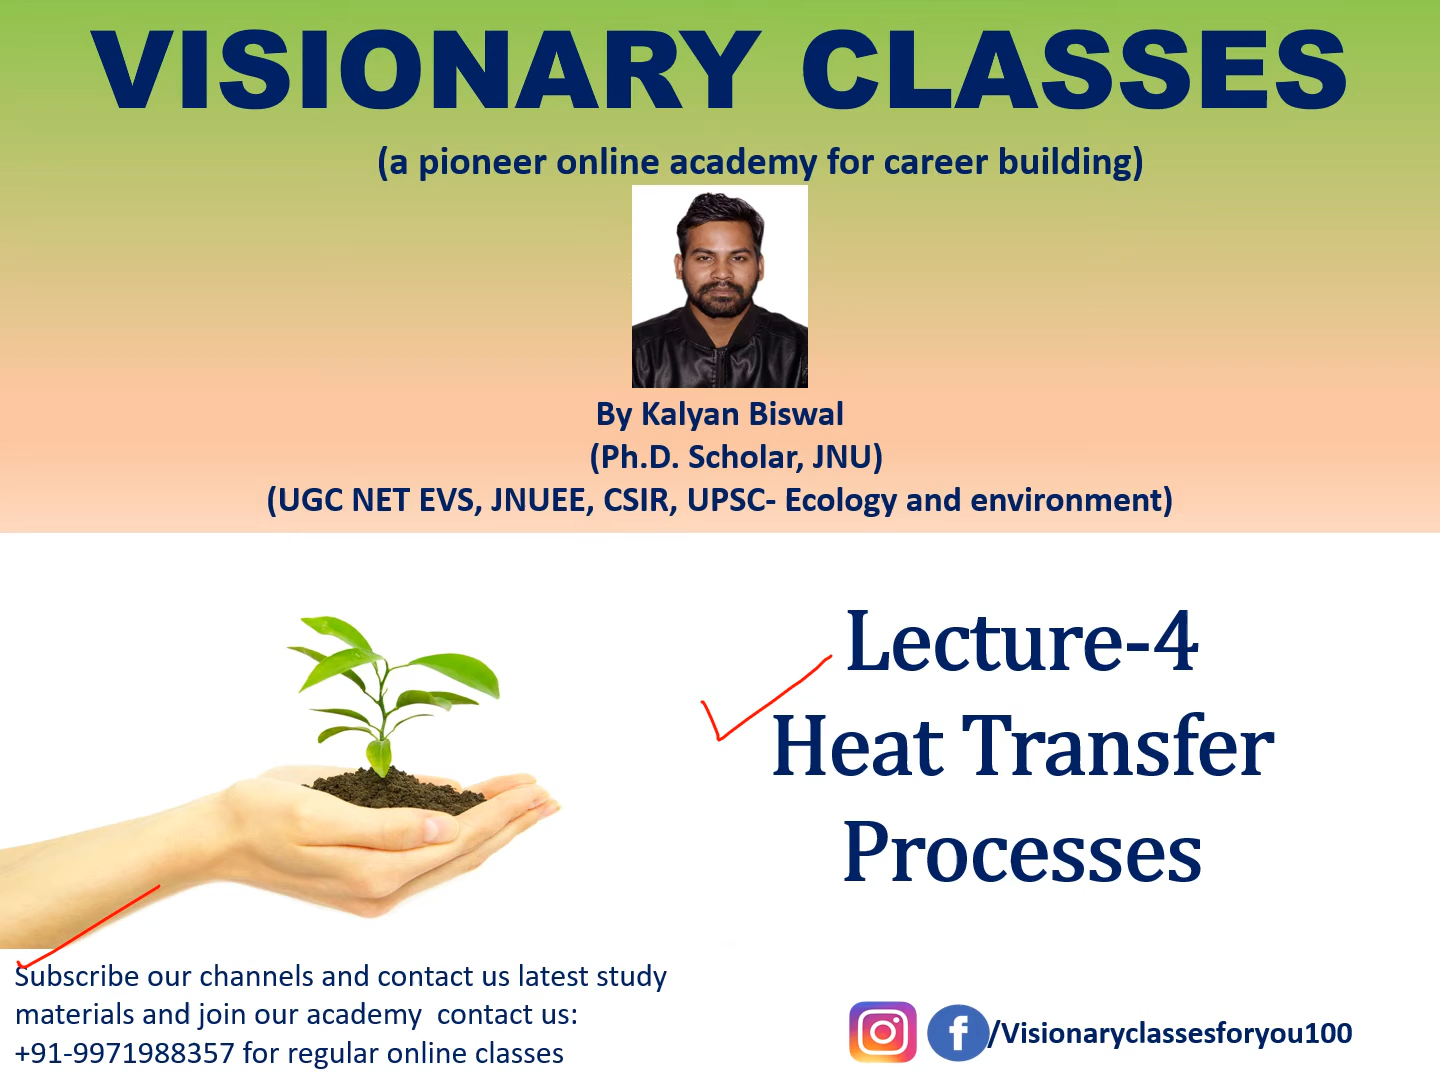 VISIONARY CLASSES
(a pioneer online academy for career building)
By Kalyan Biswal
(Ph.D. Scholar, JNU)
(UGC NET EVS, JNUEE, CSIR, UPSC- Ecology and environment)
Lecture-4
Heat Transfer
Processes
Subscribe our channels and contact us latest study
materials and join our academy  contact us:
+91-9971988357 for regular online classes
/Visionaryclassesforyou100